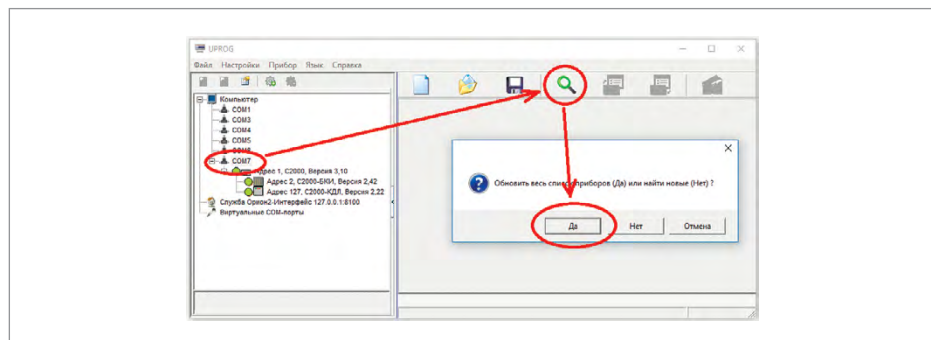 UPROG
Файл Настройки Прибор Язык Справка
Компьютер
COM1
COM3
COM4
COM5
COM6
COM7
Адрес 1, С2000, Версия 3,10
Адрес 2, С2000-БКИ, Версия 2,42
Адрес 127, С2000-КДЛ, Версия 2,22
Служба Орион2-Интерфейс 127.0.0.1:8100
Виртуальные COM-порты
Обновить весь список приборов (Да) или найти новые (Нет) ?
Да Нет Отмена